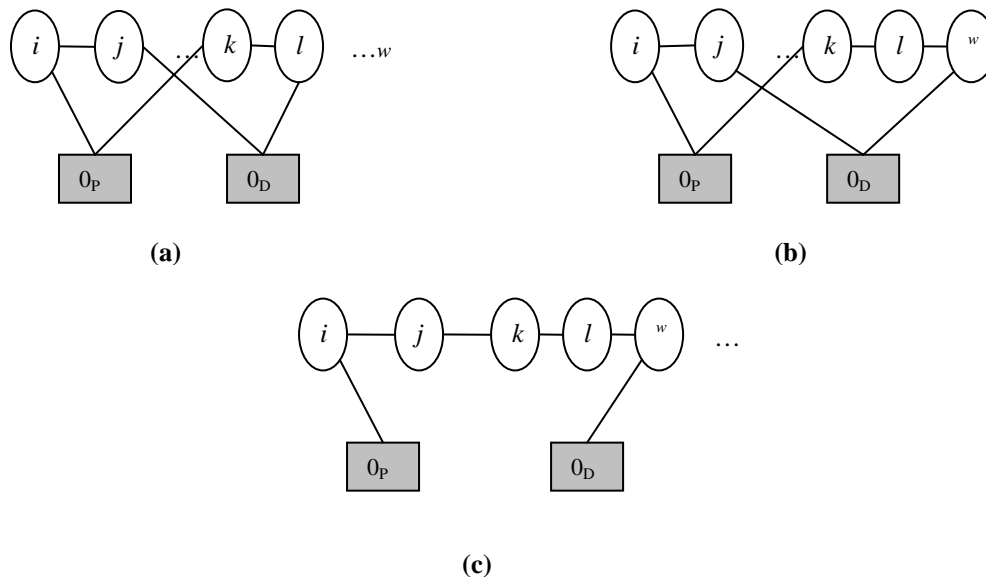 i j … k l …w
0P 0D
(a)
i j … k l w
0P 0D
(b)
i j k l w …
0P 0D
(c)